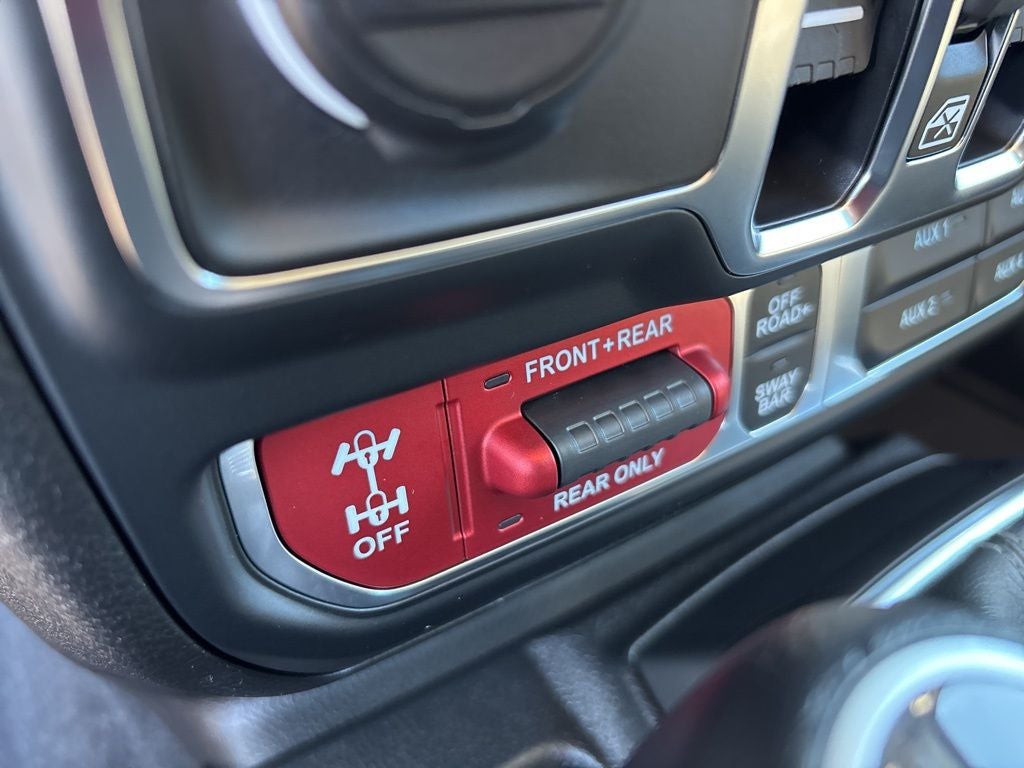 FRONT+REAR
REAR ONLY
OFF
OFF
ROAD+
SWAY
BAR
AUX 1
AUX 2